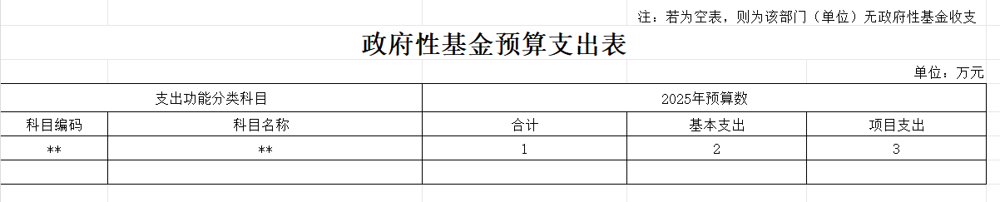 注：若为空表，则为该部门（单位）无政府性基金收支
政府性基金预算支出表
单位：万元
支出功能分类科目 2025年预算数
科目编码 科目名称 合计 基本支出 项目支出
** ** 1 2 3